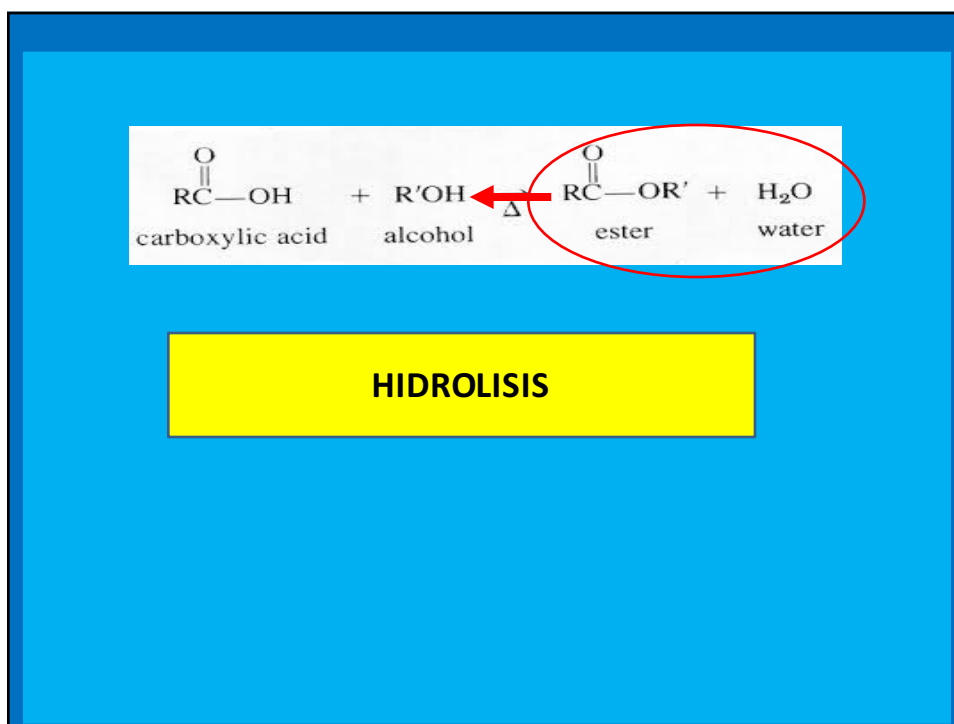 O O
RC—OH + R'OH Δ RC—OR' + H₂O
carboxylic acid alcohol ester water
HIDROLISIS